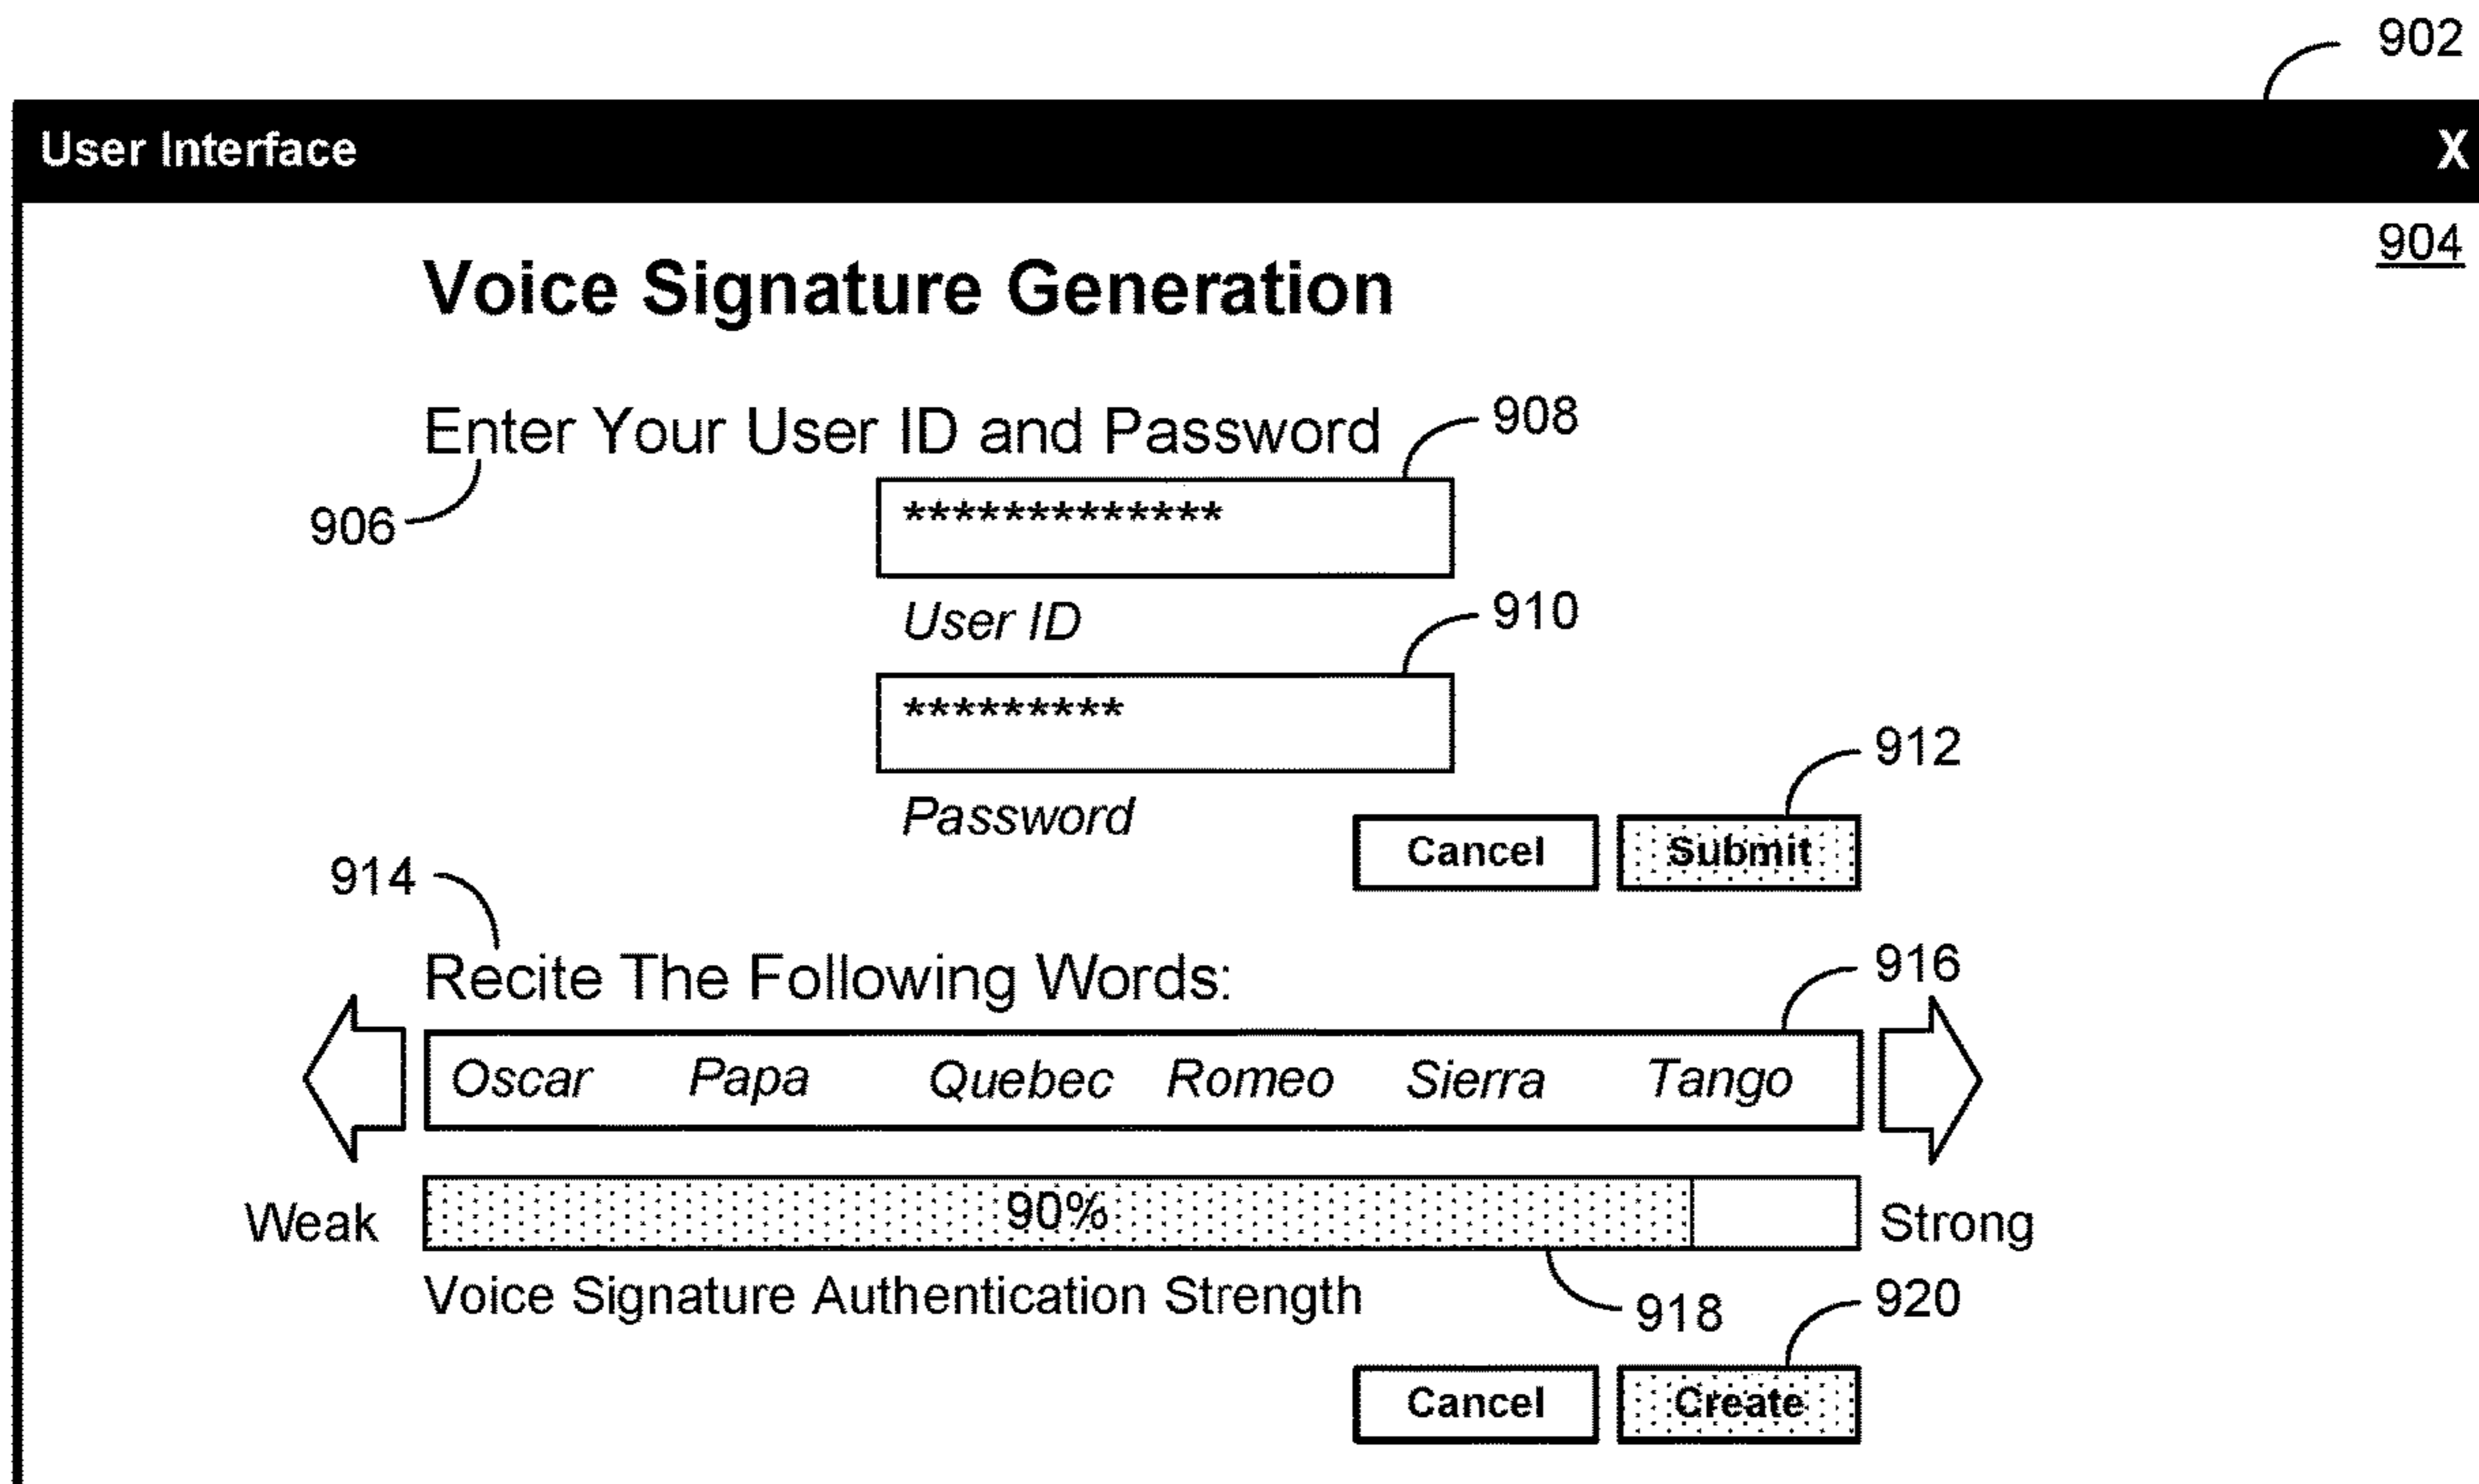 902
User Interface X
904
Voice Signature Generation
Enter Your User ID and Password 908
*************
906
User ID 910
*********
912
Password
Cancel Submit
914
Recite The Following Words: 916
Oscar Papa Quebec Romeo Sierra Tango
Weak 90% Strong
Voice Signature Authentication Strength 918 920
Cancel Create